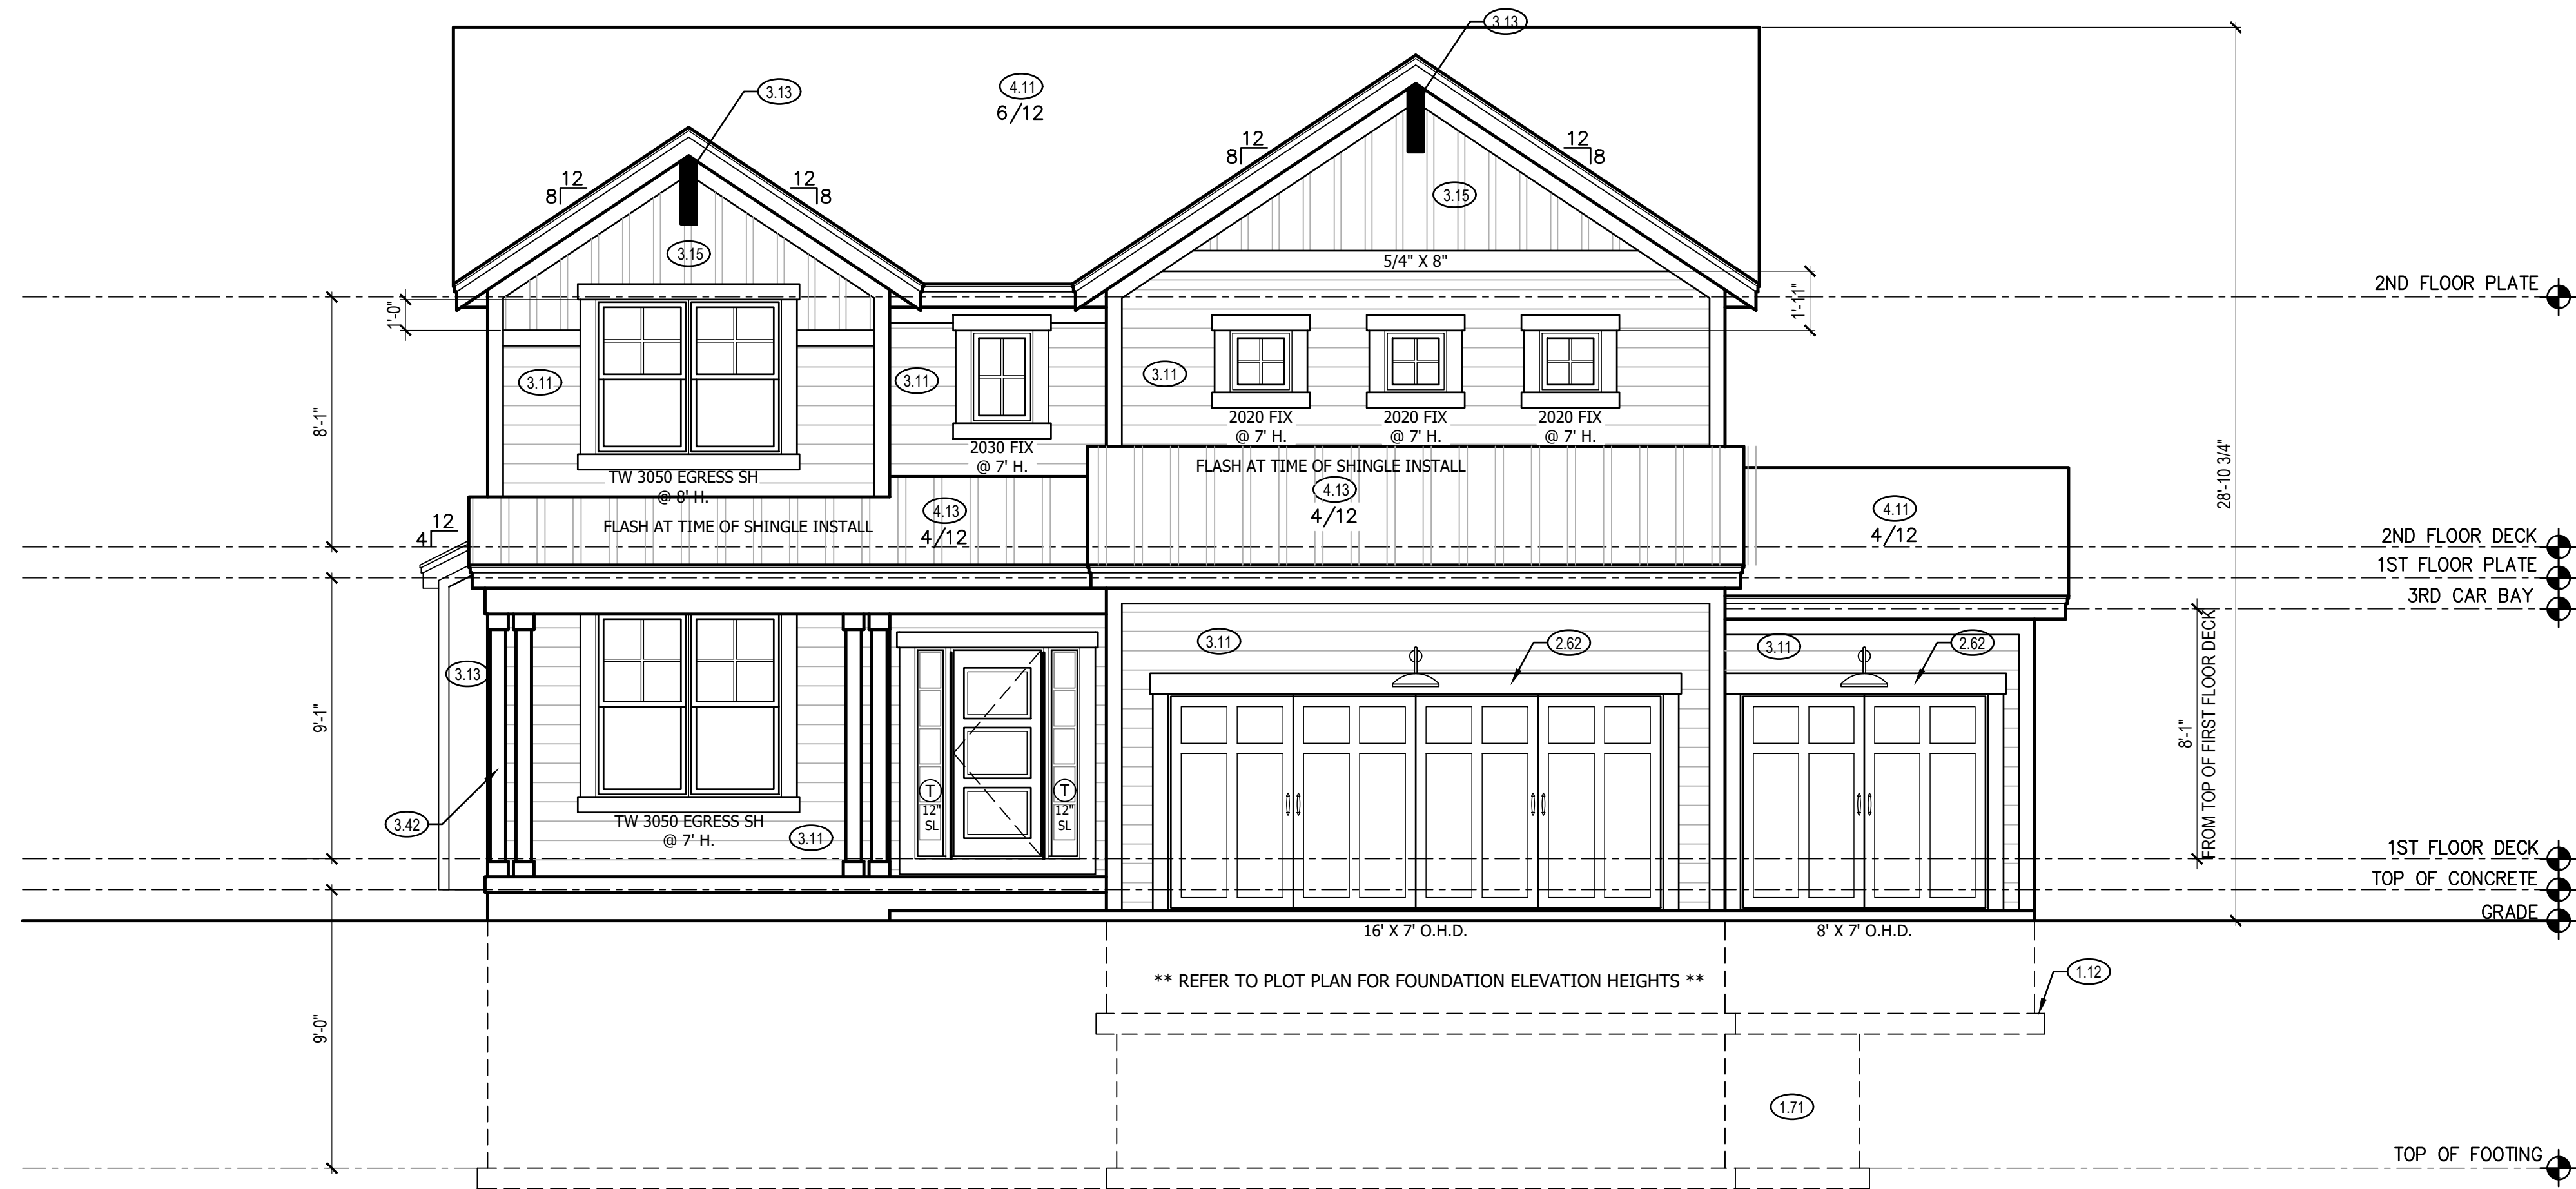 3.13
3.13
4.11
6/12
12
8
12
8
12
8
12
8
3.15
3.15
5/4" X 8"
2ND FLOOR PLATE
1'-0"
1'-11"
3.11
3.11
3.11
2020 FIX
@ 7' H.
2020 FIX
@ 7' H.
2020 FIX
@ 7' H.
8'-1"
2030 FIX
@ 7' H.
TW 3050 EGRESS SH
@ 8' H.
FLASH AT TIME OF SHINGLE INSTALL
28'-10 3/4"
4.13
4/12
4.13
4/12
4.11
4/12
FLASH AT TIME OF SHINGLE INSTALL
12
4
2ND FLOOR DECK
1ST FLOOR PLATE
3RD CAR BAY
3.11
2.62
3.11
2.62
3.13
9'-1"
8'-1"
FROM TOP OF FIRST FLOOR DECK
T
12"
SL
T
12"
SL
3.42
TW 3050 EGRESS SH
@ 7' H.
3.11
1ST FLOOR DECK
TOP OF CONCRETE
GRADE
16' X 7' O.H.D.
8' X 7' O.H.D.
** REFER TO PLOT PLAN FOR FOUNDATION ELEVATION HEIGHTS **
1.12
9'-0"
1.71
TOP OF FOOTING